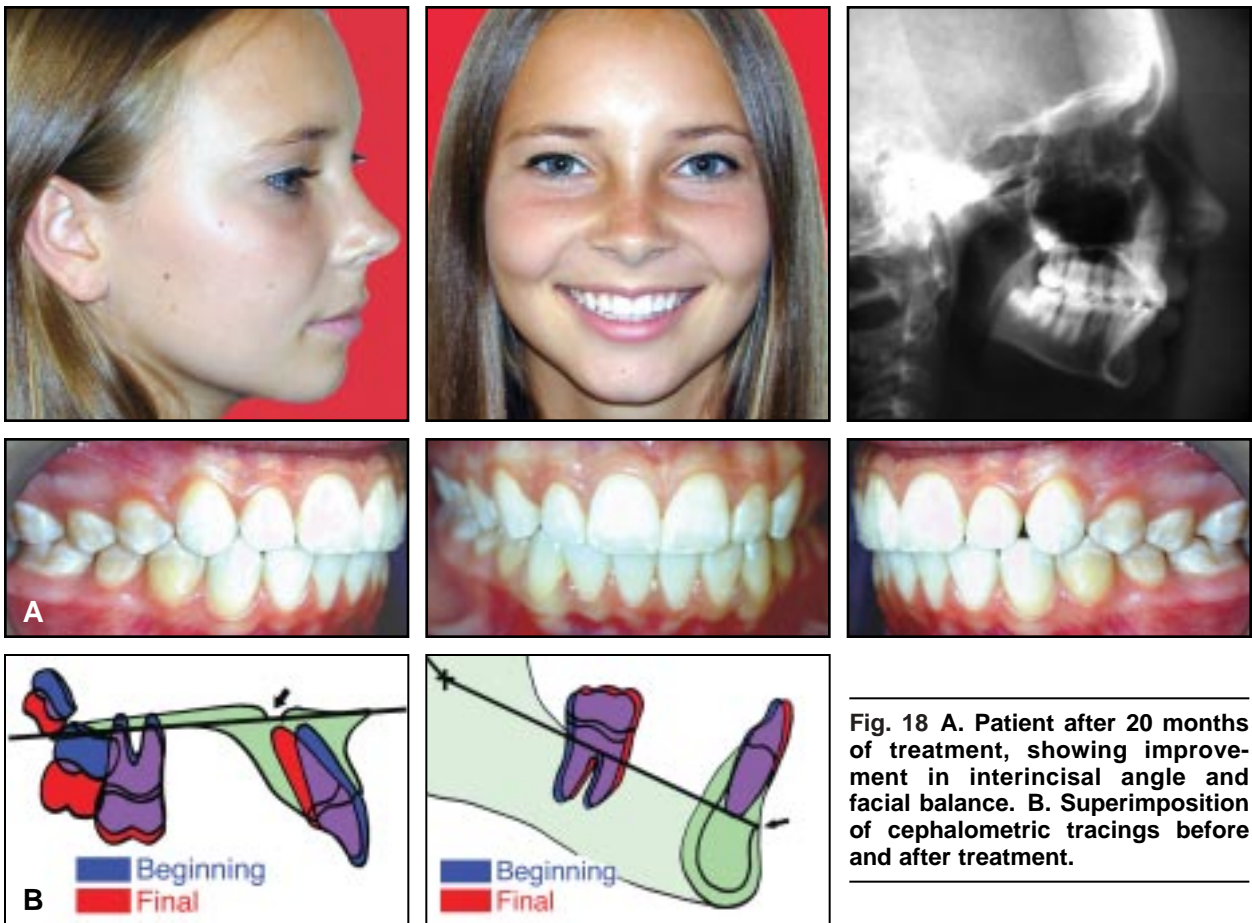 A
B
Beginning
Final
Beginning
Final
Fig. 18 A. Patient after 20 months
of treatment, showing improve-
ment in interincisal angle and
facial balance. B. Superimposition
of cephalometric tracings before
and after treatment.